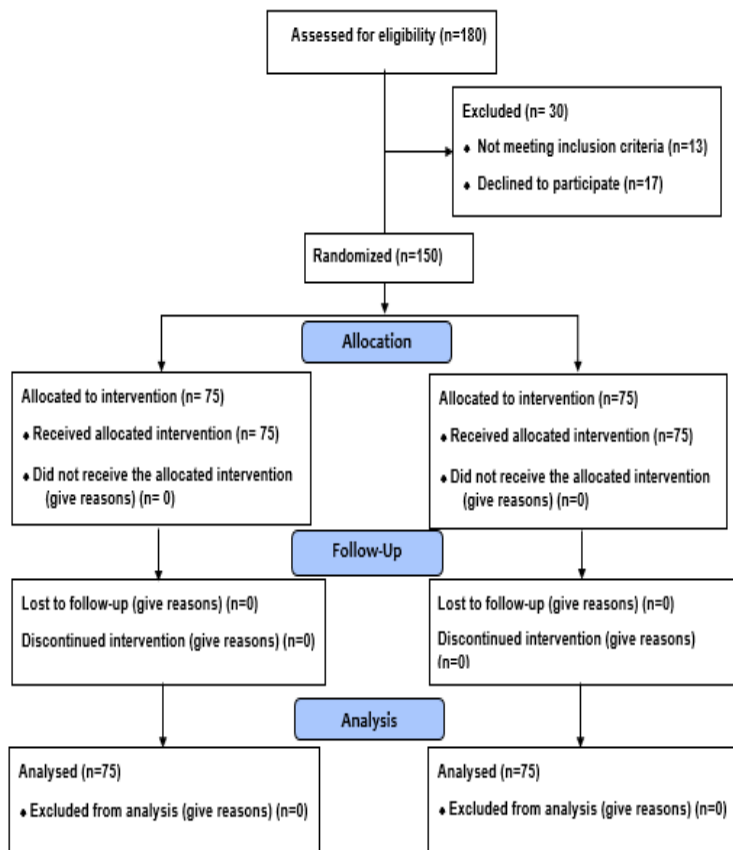 Assessed for eligibility (n=180)
Excluded (n= 30)
♦ Not meeting inclusion criteria (n=13)
♦ Declined to participate (n=17)
Randomized (n=150)
Allocation
Allocated to intervention (n= 75)
♦ Received allocated intervention (n= 75)
♦ Did not receive the allocated intervention
(give reasons) (n= 0)
Allocated to intervention (n=75)
♦ Received allocated intervention (n=75)
♦ Did not receive the allocated intervention
(give reasons) (n=0)
Follow-Up
Lost to follow-up (give reasons) (n=0)
Discontinued intervention (give reasons) (n=0)
Lost to follow-up (give reasons) (n=0)
Discontinued intervention (give reasons)
(n=0)
Analysis
Analysed (n=75)
♦ Excluded from analysis (give reasons) (n=0)
Analysed (n=75)
♦ Excluded from analysis (give reasons) (n=0)